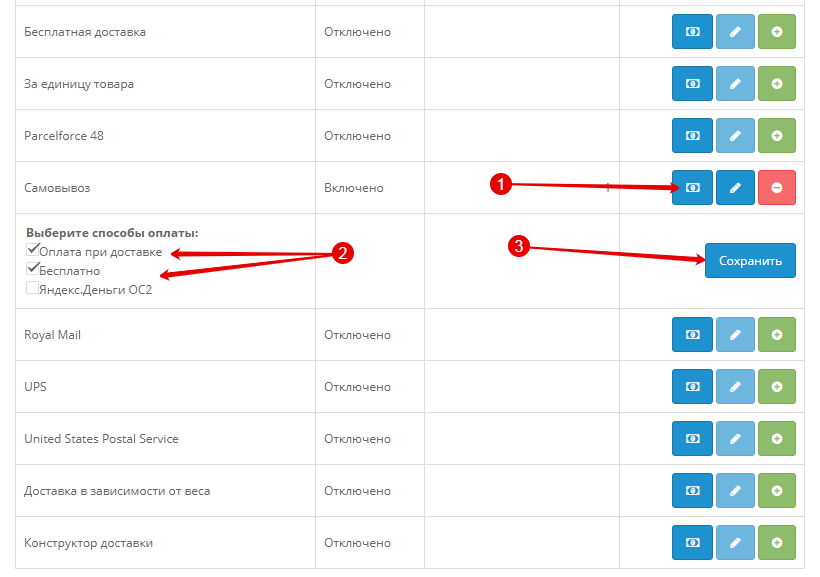 Бесплатная доставка Отключено
За единицу товара Отключено
Parcelforce 48 Отключено
Самовывоз Включено 1 1
Выберите способы оплаты:
Оплата при доставке
2
3
Сохранить
Бесплатно
Яндекс.Деньги ОС2
Royal Mail Отключено
UPS Отключено
United States Postal Service Отключено
Доставка в зависимости от веса Отключено
Конструктор доставки Отключено